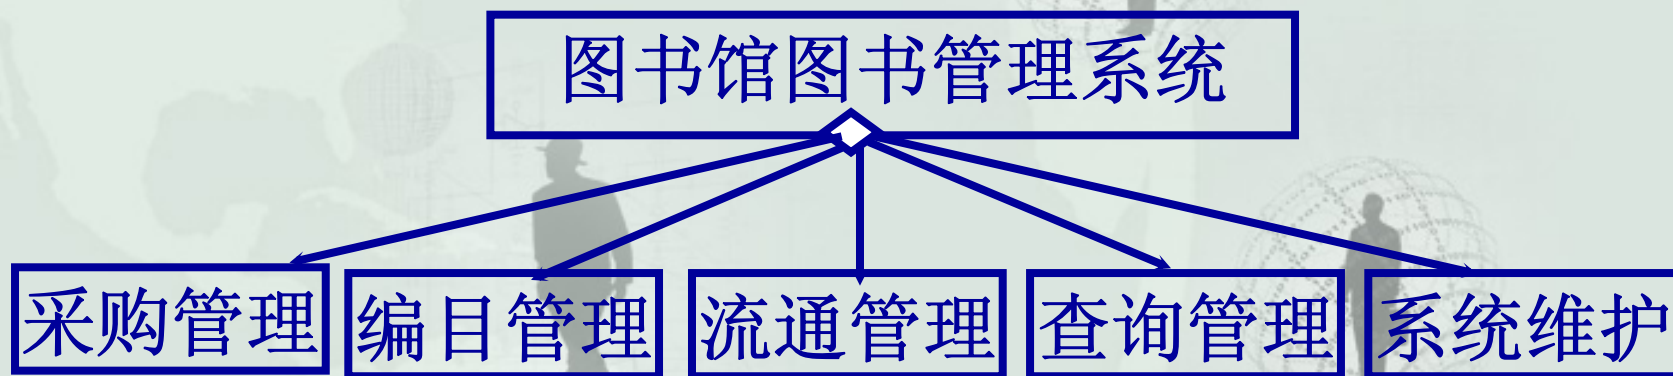 图书馆图书管理系统
采购管理
编目管理
流通管理
查询管理
系统维护